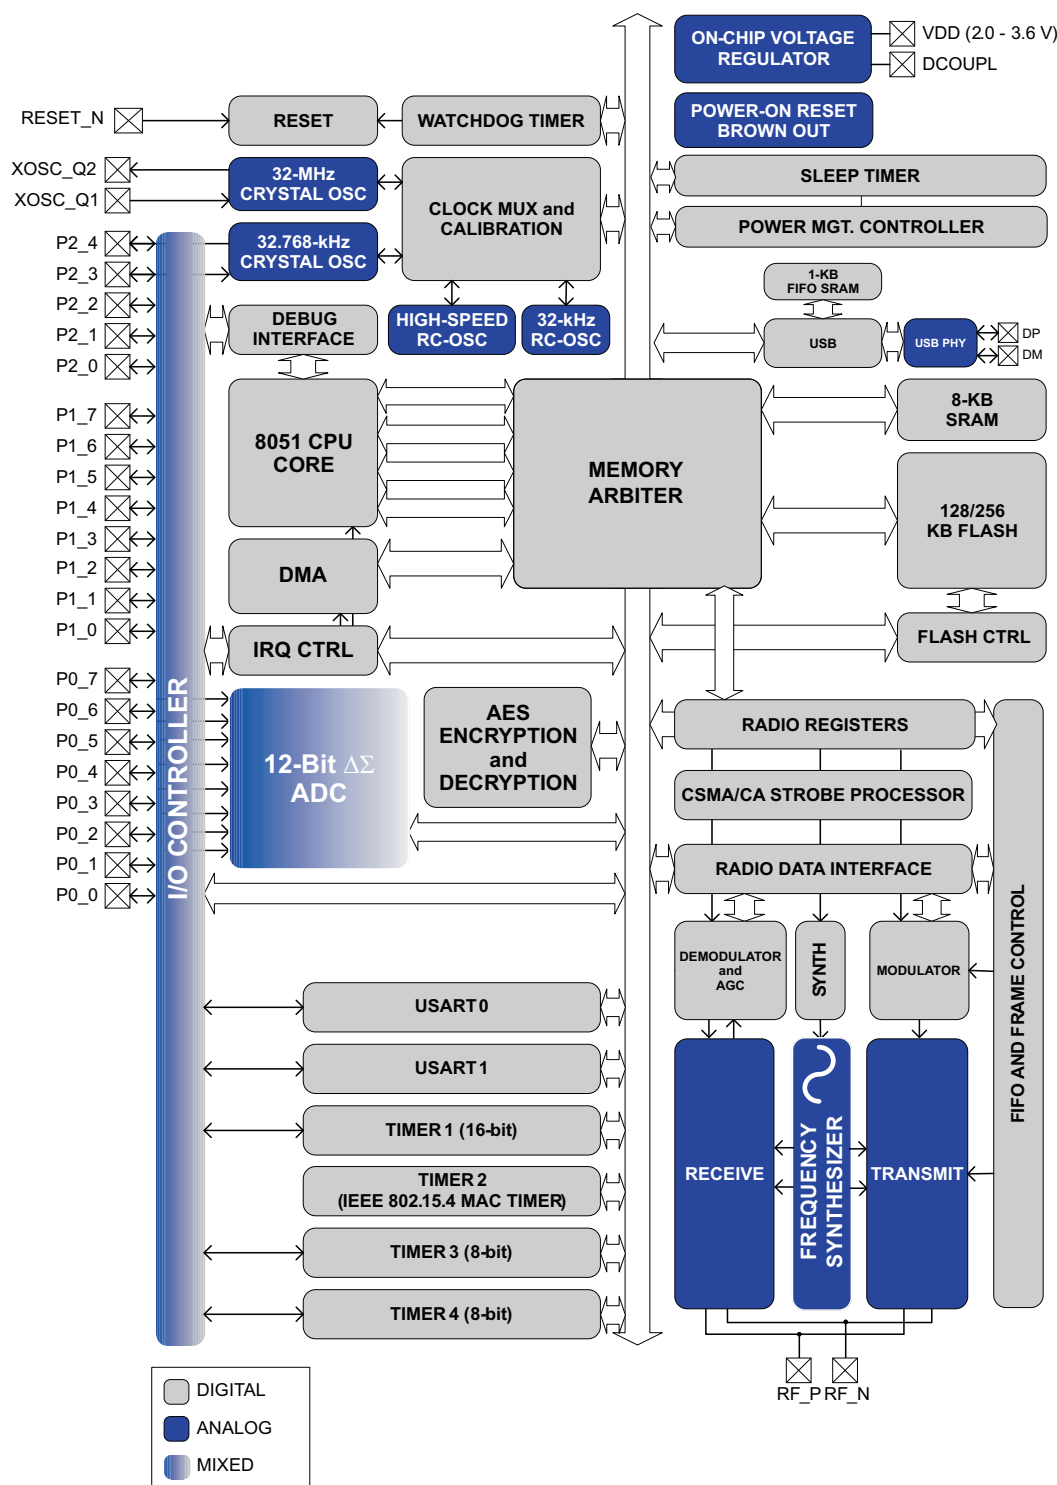 ON-CHIP VOLTAGE
REGULATOR
VDD (2.0 - 3.6 V)
DCOUPL
POWER-ON RESET
BROWN OUT
RESET_N
RESET
WATCHDOG TIMER
XOSC_Q2
XOSC_Q1
32-MHz
CRYSTAL OSC
CLOCK MUX and
CALIBRATION
SLEEP TIMER
POWER MGT. CONTROLLER
P2_4
P2_3
P2_2
P2_1
P2_0
32.768-kHz
CRYSTAL OSC
DEBUG
INTERFACE
HIGH-SPEED
RC-OSC
32-kHz
RC-OSC
1-KB
FIFO SRAM
USB
USB PHY
DP
DM
P1_7
P1_6
P1_5
P1_4
P1_3
P1_2
P1_1
P1_0
8051 CPU
CORE
MEMORY
ARBITER
8-KB
SRAM
128/256
KB FLASH
DMA
IRQ CTRL
FLASH CTRL
P0_7
P0_6
P0_5
P0_4
P0_3
P0_2
P0_1
P0_0
I/O CONTROLLER
12-Bit ΔΣ
ADC
AES
ENCRYPTION
and
DECRYPTION
RADIO REGISTERS
CSMA/CA STROBE PROCESSOR
RADIO DATA INTERFACE
DEMODULATOR
and
AGC
SYNTH
MODULATOR
FIFO AND FRAME CONTROL
USART 0
USART 1
TIMER 1 (16-bit)
TIMER 2
(IEEE 802.15.4 MAC TIMER)
TIMER 3 (8-bit)
TIMER 4 (8-bit)
RECEIVE
FREQUENCY
SYNTHESIZER
TRANSMIT
RF_P
RF_N
DIGITAL
ANALOG
MIXED